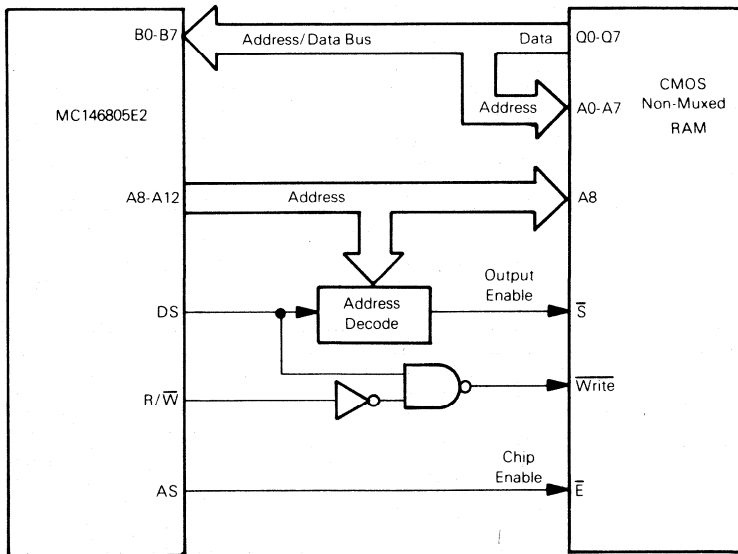 B0-B7
Address/Data Bus
Data
Q0-Q7
MC146805E2
Address
A0-A7
CMOS
Non-Muxed
RAM
A8-A12
Address
A8
DS
Address
Decode
Output
Enable
S̅
R/W̅
W̅r̅i̅t̅e̅
AS
Chip
Enable
E̅